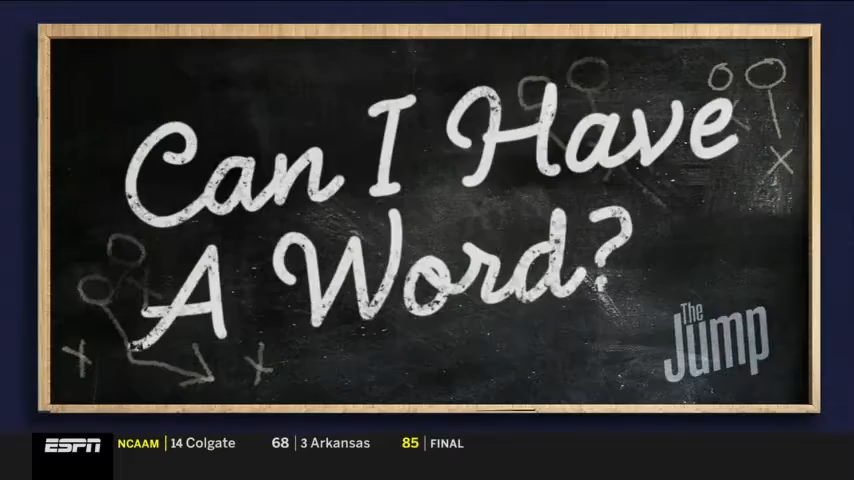 Can I Have
A Word?
The
Jump
ESPN NCAAM 14 Colgate 68 3 Arkansas 85 FINAL